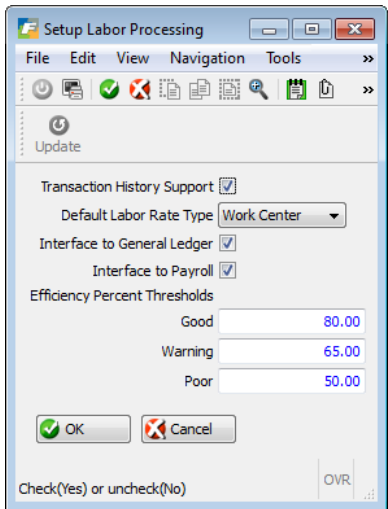 Setup Labor Processing
File Edit View Navigation Tools »
»
Update
Transaction History Support
Default Labor Rate Type Work Center
Interface to General Ledger
Interface to Payroll
Efficiency Percent Thresholds
Good 80.00
Warning 65.00
Poor 50.00
OK Cancel
Check(Yes) or uncheck(No) OVR